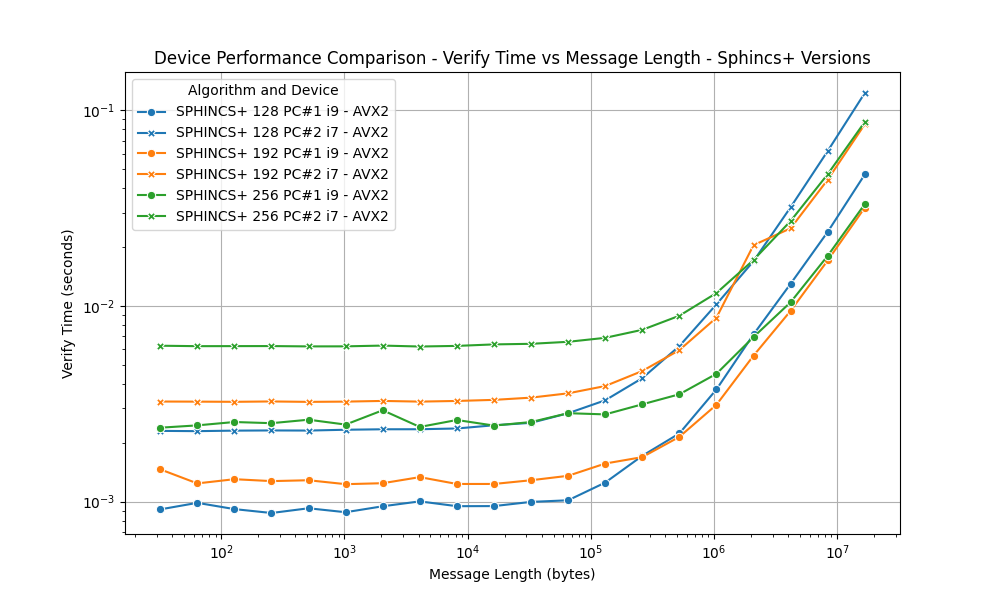 Device Performance Comparison - Verify Time vs Message Length - Sphincs+ Versions
Algorithm and Device
SPHINCS+ 128 PC#1 i9 - AVX2
SPHINCS+ 128 PC#2 i7 - AVX2
SPHINCS+ 192 PC#1 i9 - AVX2
SPHINCS+ 192 PC#2 i7 - AVX2
SPHINCS+ 256 PC#1 i9 - AVX2
SPHINCS+ 256 PC#2 i7 - AVX2
Verify Time (seconds)
10⁻¹
10⁻²
10⁻³
10² 10³ 10⁴ 10⁵ 10⁶ 10⁷
Message Length (bytes)